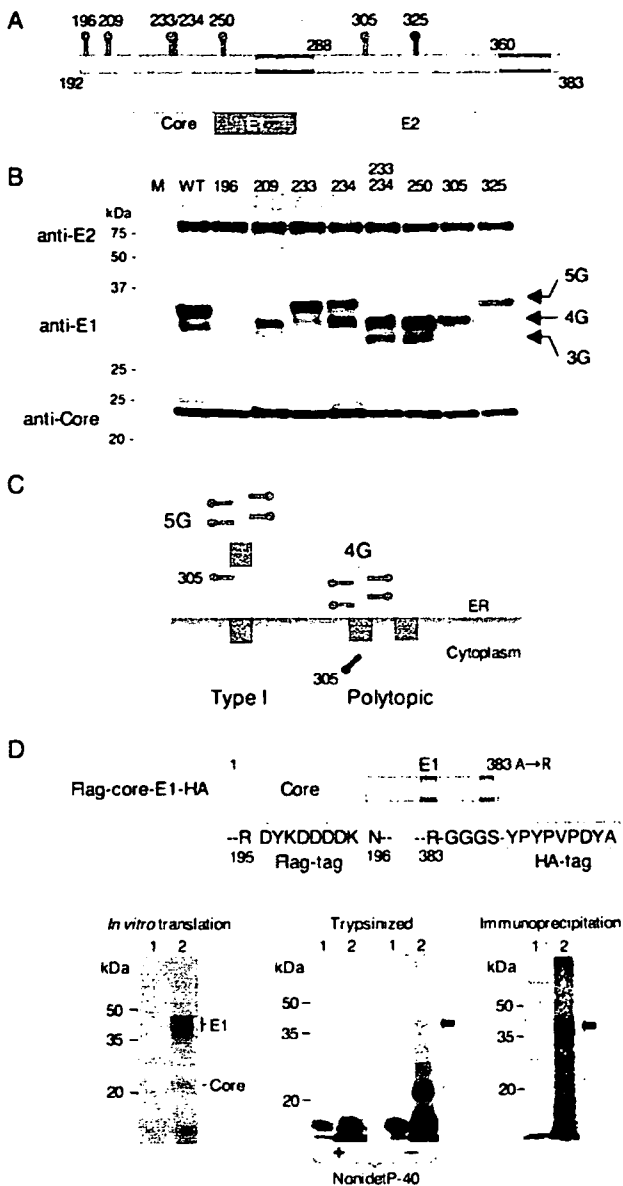 A
196 209 233/234 250 305 325
288 360
192 383
Core E2
B
233
M WT 196 209 233 234 234 250 305 325
kDa
anti-E2 75 -
50 -
37 - 5G
anti-E1 4G
3G
25 -
25 -
anti-Core
20 -
C
5G 4G
305
ER
Cytoplasm
305
Type I Polytopic
D
1 E1 383 A→R
Flag-core-E1-HA Core
--R DYKDDDDK N-- --R-GGGS-YPYPVPDYA
195 Flag-tag 196 383 HA-tag
In vitro translation Trypsinized Immunoprecipitation
1 2 1 2 1 2 1 2
kDa kDa kDa
50 - 50 - 50 -
E1
35 - 35 - 35 -
20 - -Core 20 - 20 -
+ −
NonidetP-40